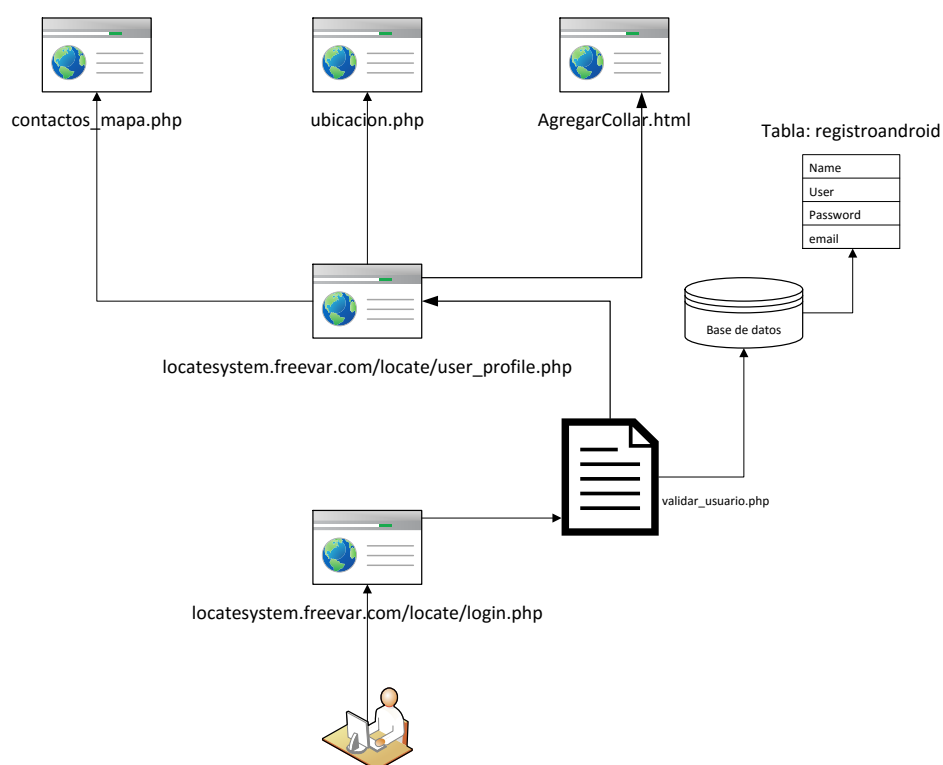 contactos_mapa.php
ubicacion.php
AgregarCollar.html
Tabla: registroandroid
Name
User
Password
email
Base de datos
locatesystem.freevar.com/locate/user_profile.php
validar_usuario.php
locatesystem.freevar.com/locate/login.php